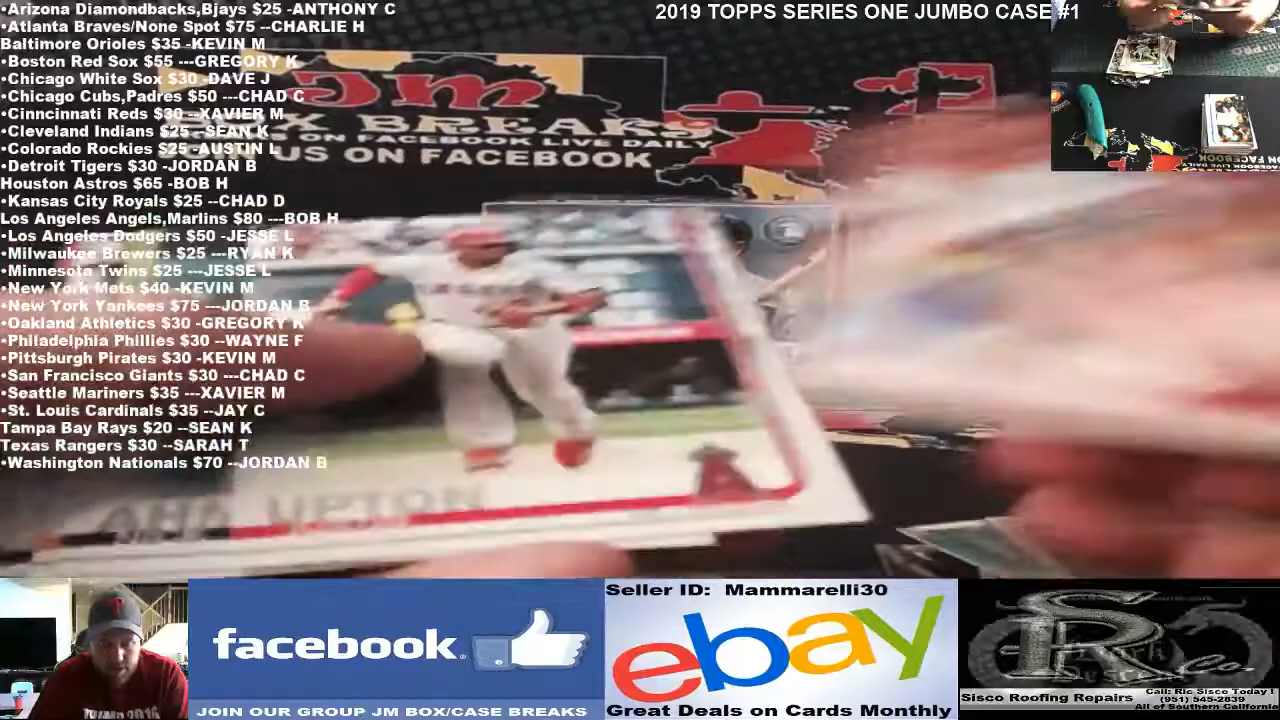 •Arizona Diamondbacks,Bjays $25 -ANTHONY C
•Atlanta Braves/None Spot $75 --CHARLIE H
Baltimore Orioles $35 -KEVIN M
•Boston Red Sox $55 ---GREGORY K
•Chicago White Sox $30 -DAVE J
•Chicago Cubs,Padres $50 ---CHAD C
•Cinncinnati Reds $30 ---XAVIER M
•Cleveland Indians $25 --SEAN K
•Colorado Rockies $25 -AUSTIN L
•Detroit Tigers $30 -JORDAN B
Houston Astros $65 -BOB H
•Kansas City Royals $25 --CHAD D
Los Angeles Angels,Marlins $80 ---BOB H
•Los Angeles Dodgers $50 -JESSE L
•Milwaukee Brewers $25 ---RYAN K
•Minnesota Twins $25 ---JESSE L
•New York Mets $40 -KEVIN M
•New York Yankees $75 ---JORDAN B
•Oakland Athletics $30 -GREGORY K
•Philadelphia Phillies $30 --WAYNE F
•Pittsburgh Pirates $30 -KEVIN M
•San Francisco Giants $30 ---CHAD C
•Seattle Mariners $35 ---XAVIER M
•St. Louis Cardinals $35 --JAY C
Tampa Bay Rays $20 --SEAN K
Texas Rangers $30 --SARAH T
•Washington Nationals $70 --JORDAN B
2019 TOPPS SERIES ONE JUMBO CASE #1
JM
X BREAKS
S ON FACEBOOK LIVE DAILY
US ON FACEBOOK
UPTON
A
facebook
JOIN OUR GROUP JM BOX/CASE BREAKS
Seller ID: Mammarelli30
ebay
Great Deals on Cards Monthly
SR
Co.
Sisco Roofing Repairs
Call: Ric Sisco Today !
(951) 545-2839
All of Southern California